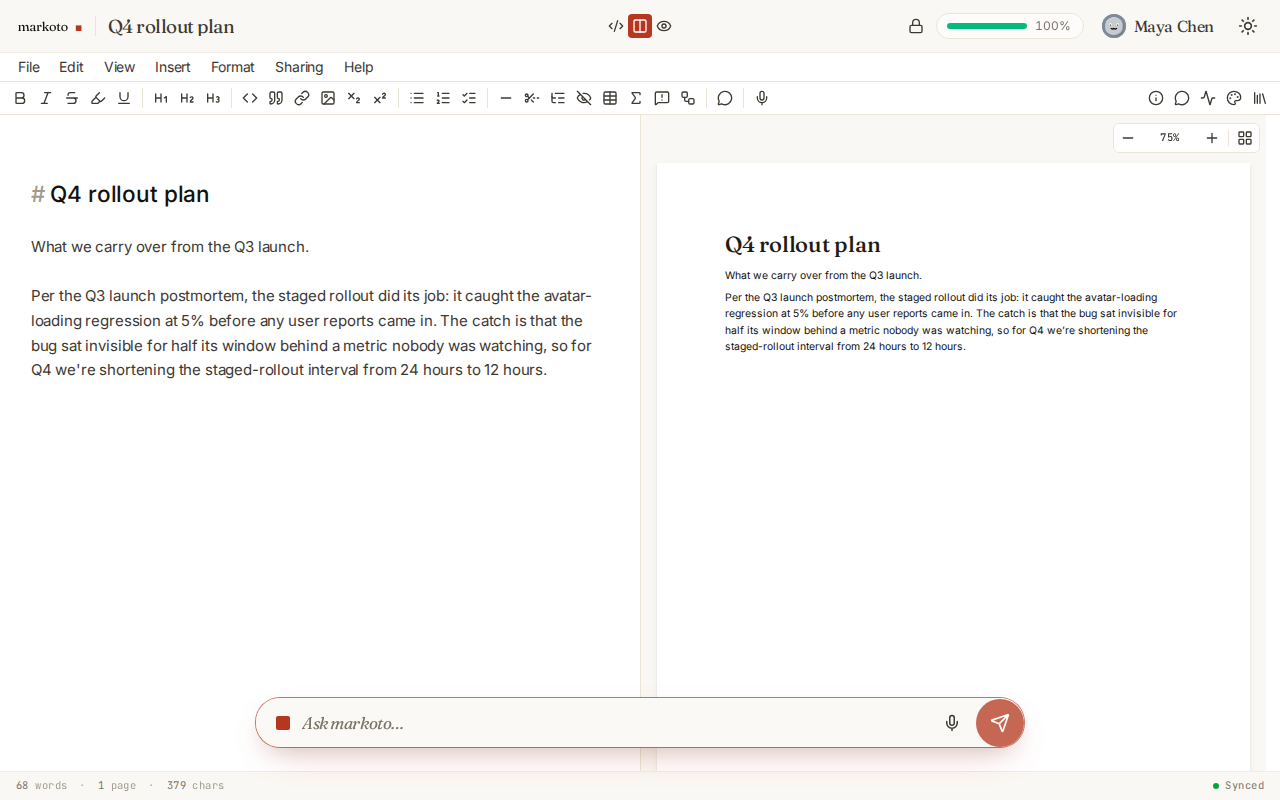 markoto
Q4 rollout plan
100%
Maya Chen
File Edit View Insert Format Sharing Help
H1 H2 H3 X2 X2
75%
# Q4 rollout plan
What we carry over from the Q3 launch.
Per the Q3 launch postmortem, the staged rollout did its job: it caught the avatar-
loading regression at 5% before any user reports came in. The catch is that the
bug sat invisible for half its window behind a metric nobody was watching, so for
Q4 we're shortening the staged-rollout interval from 24 hours to 12 hours.
Q4 rollout plan
What we carry over from the Q3 launch.
Per the Q3 launch postmortem, the staged rollout did its job: it caught the avatar-loading
regression at 5% before any user reports came in. The catch is that the bug sat invisible for
half its window behind a metric nobody was watching, so for Q4 we’re shortening the
staged-rollout interval from 24 hours to 12 hours.
Ask markoto...
68 words · 1 page · 379 chars
Synced